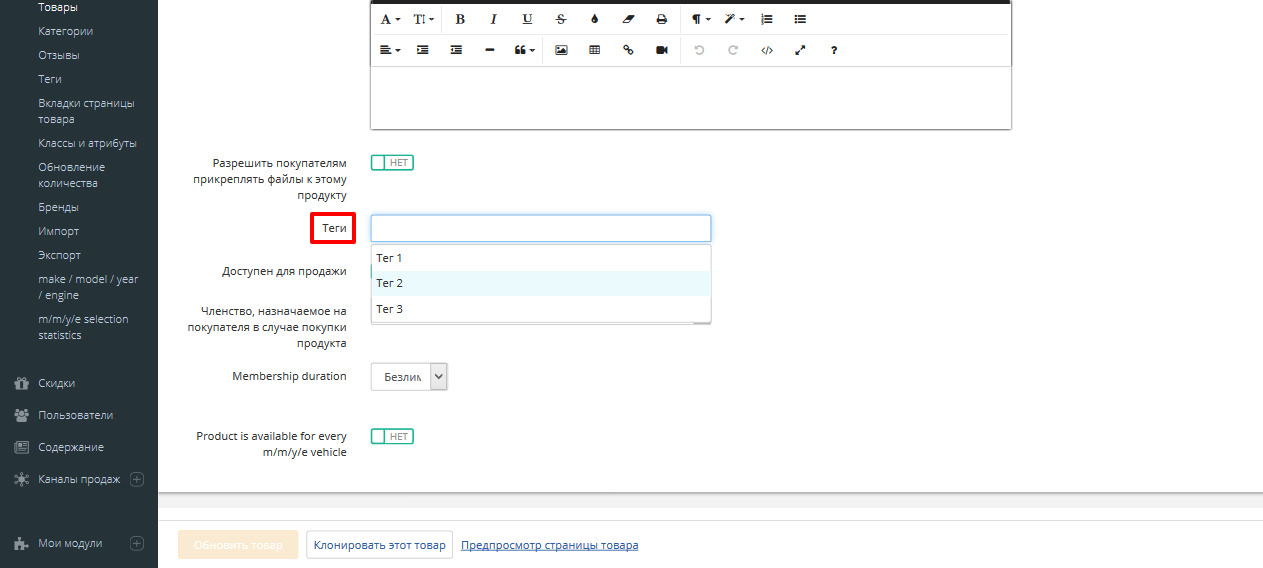 Товары
Категории
Отзывы
Теги
Вкладки страницы
товара
Классы и атрибуты
Обновление
количества
Бренды
Импорт
Экспорт
make / model / year
/ engine
m/m/y/e selection
statistics
Скидки
Пользователи
Содержание
Каналы продаж
Мои модули
Разрешить покупателям
прикреплять файлы к этому
продукту
НЕТ
Теги
Тег 1
Тег 2
Тег 3
Доступен для продажи
Членство, назначаемое на
покупателя в случае покупки
продукта
Membership duration
Безлим
Product is available for every
m/m/y/e vehicle
НЕТ
Обновить товар
Клонировать этот товар
Предпросмотр страницы товара